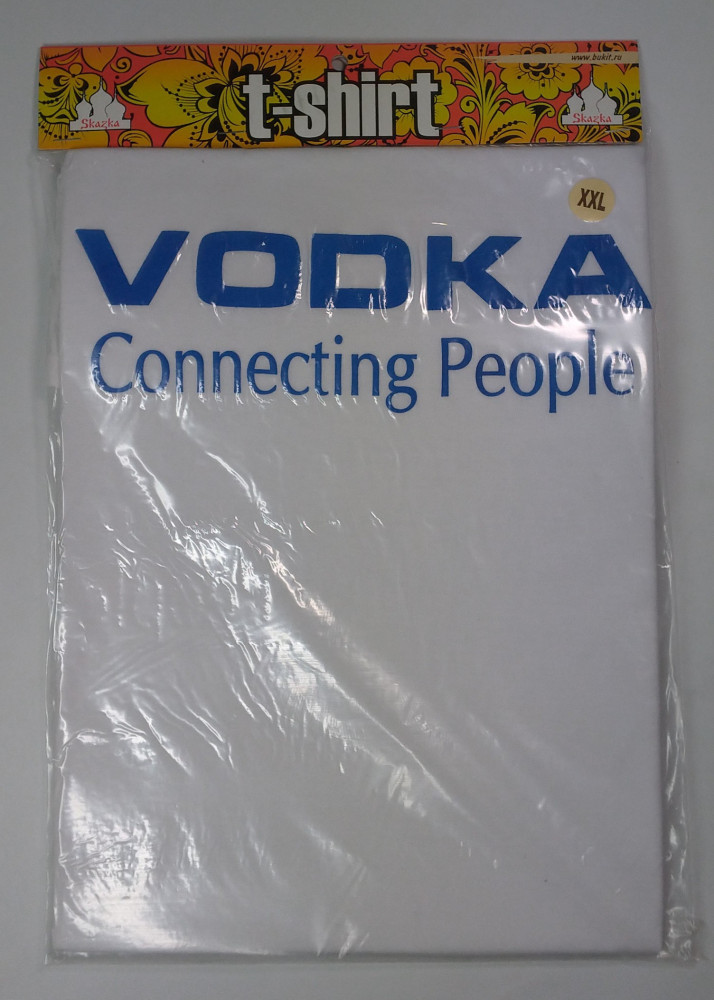 www.bukit.ru
t-shirt
Skazka
Skazka
XXL
VODKA
Connecting People